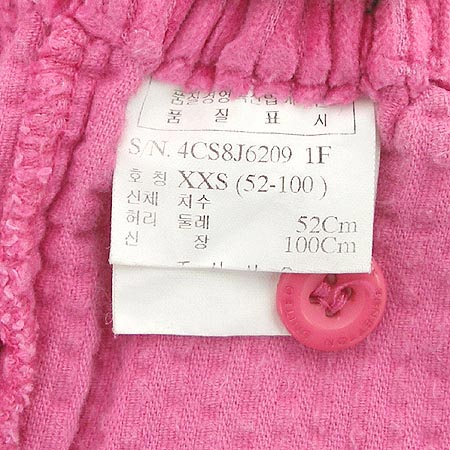 품 질 표 시
S/N. 4CS8J6209 1F
호 칭 XXS (52-100 )
신체 치수
허리 둘레 52Cm
신 장 100Cm